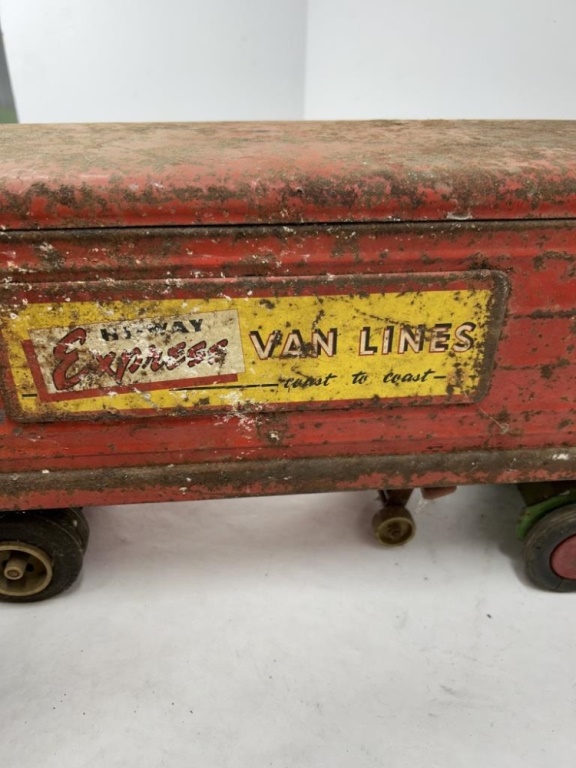 HI-WAY
Express VAN LINES
coast to coast